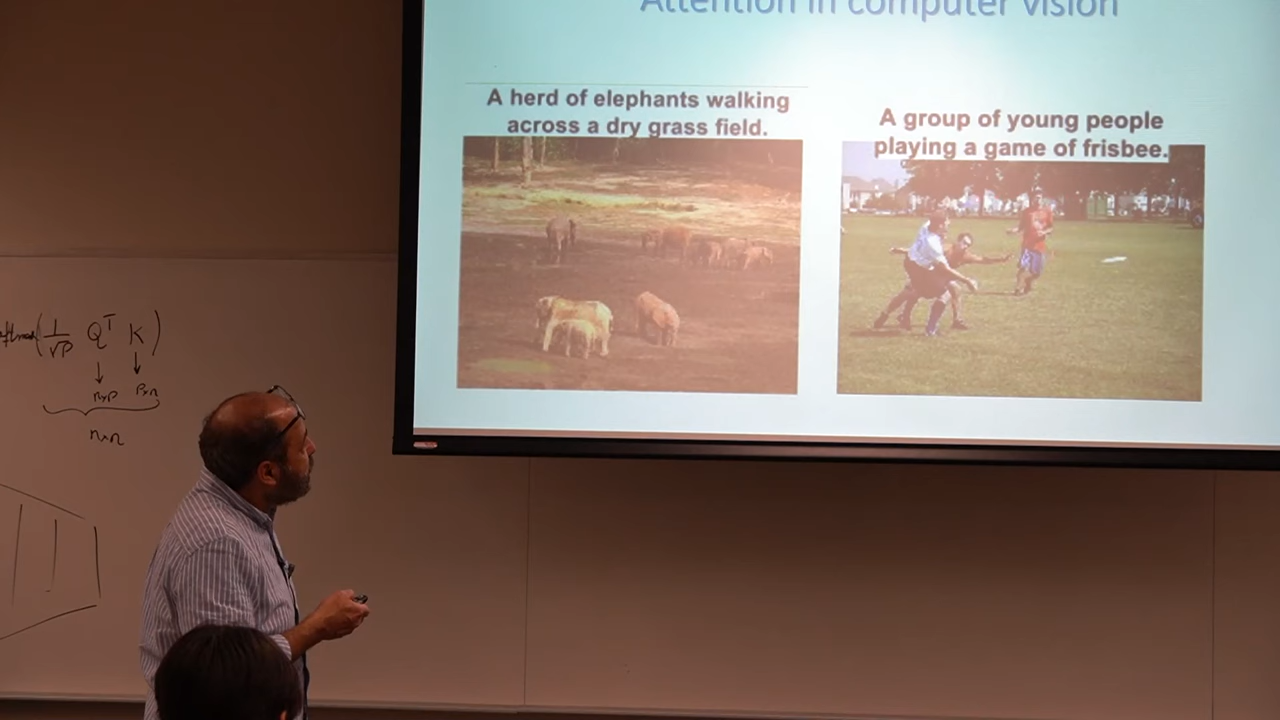 Attention in computer vision
A herd of elephants walking
across a dry grass field.
A group of young people
playing a game of frisbee.
(1/√P Q^T K)
n×p p×n
n×n